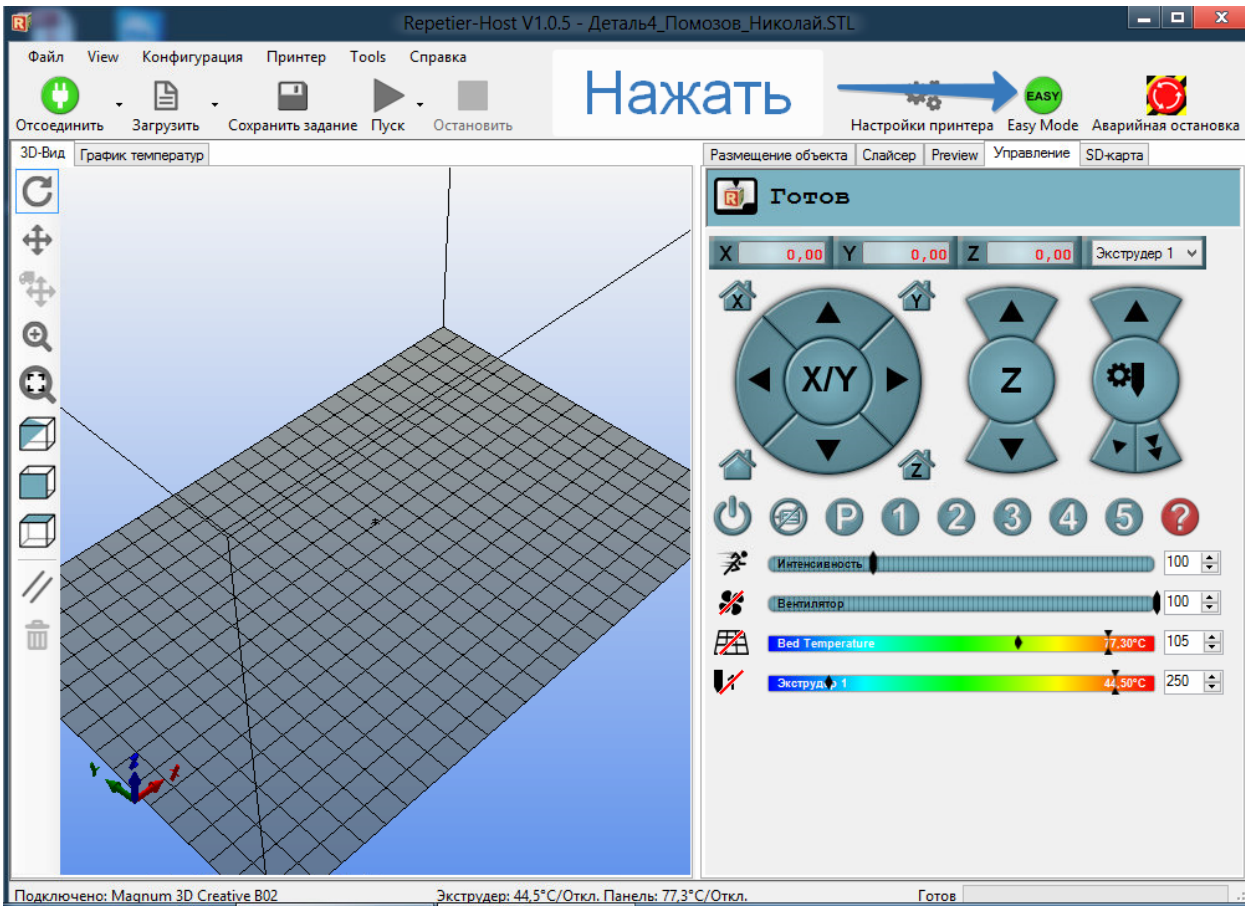 Repetier-Host V1.0.5 - Деталь4_Помозов_Николай.STL
Файл View Конфигурация Принтер Tools Справка
Нажать
EASY
Отсоединить Загрузить Сохранить задание Пуск Остановить Настройки принтера Easy Mode Аварийная остановка
3D-Вид График температур Размещение объекта Слайсер Preview Управление SD-карта
R Готов
X 0,00 Y 0,00 Z 0,00 Экструдер 1
X Y
X/Y Z
Z
P 1 2 3 4 5 ?
Интенсивность 100
Вентилятор 100
Bed Temperature 77,30°C 105
Экструдер 1 44,50°C 250
Y Z X
Подключено: Magnum 3D Creative B02 Экструдер: 44,5°C/Откл. Панель: 77,3°C/Откл. Готов